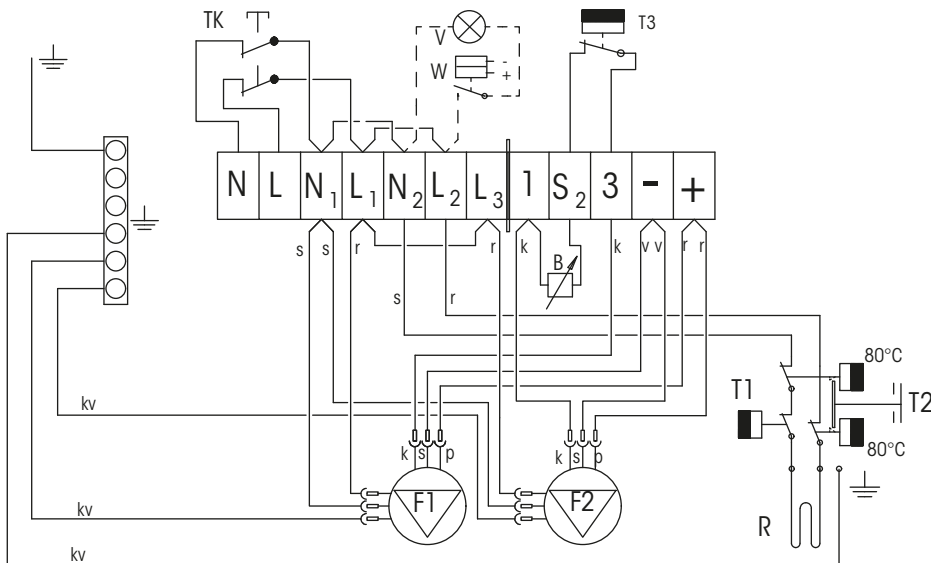 TK
V
W
-
+
T3
N L N1 L1 N2 L2 L3 1 S2 3 - +
s s r r k B k v v r r
s r
80°C
T1 T2
80°C
kv
k s p k s p
F1 F2
kv
R
kv